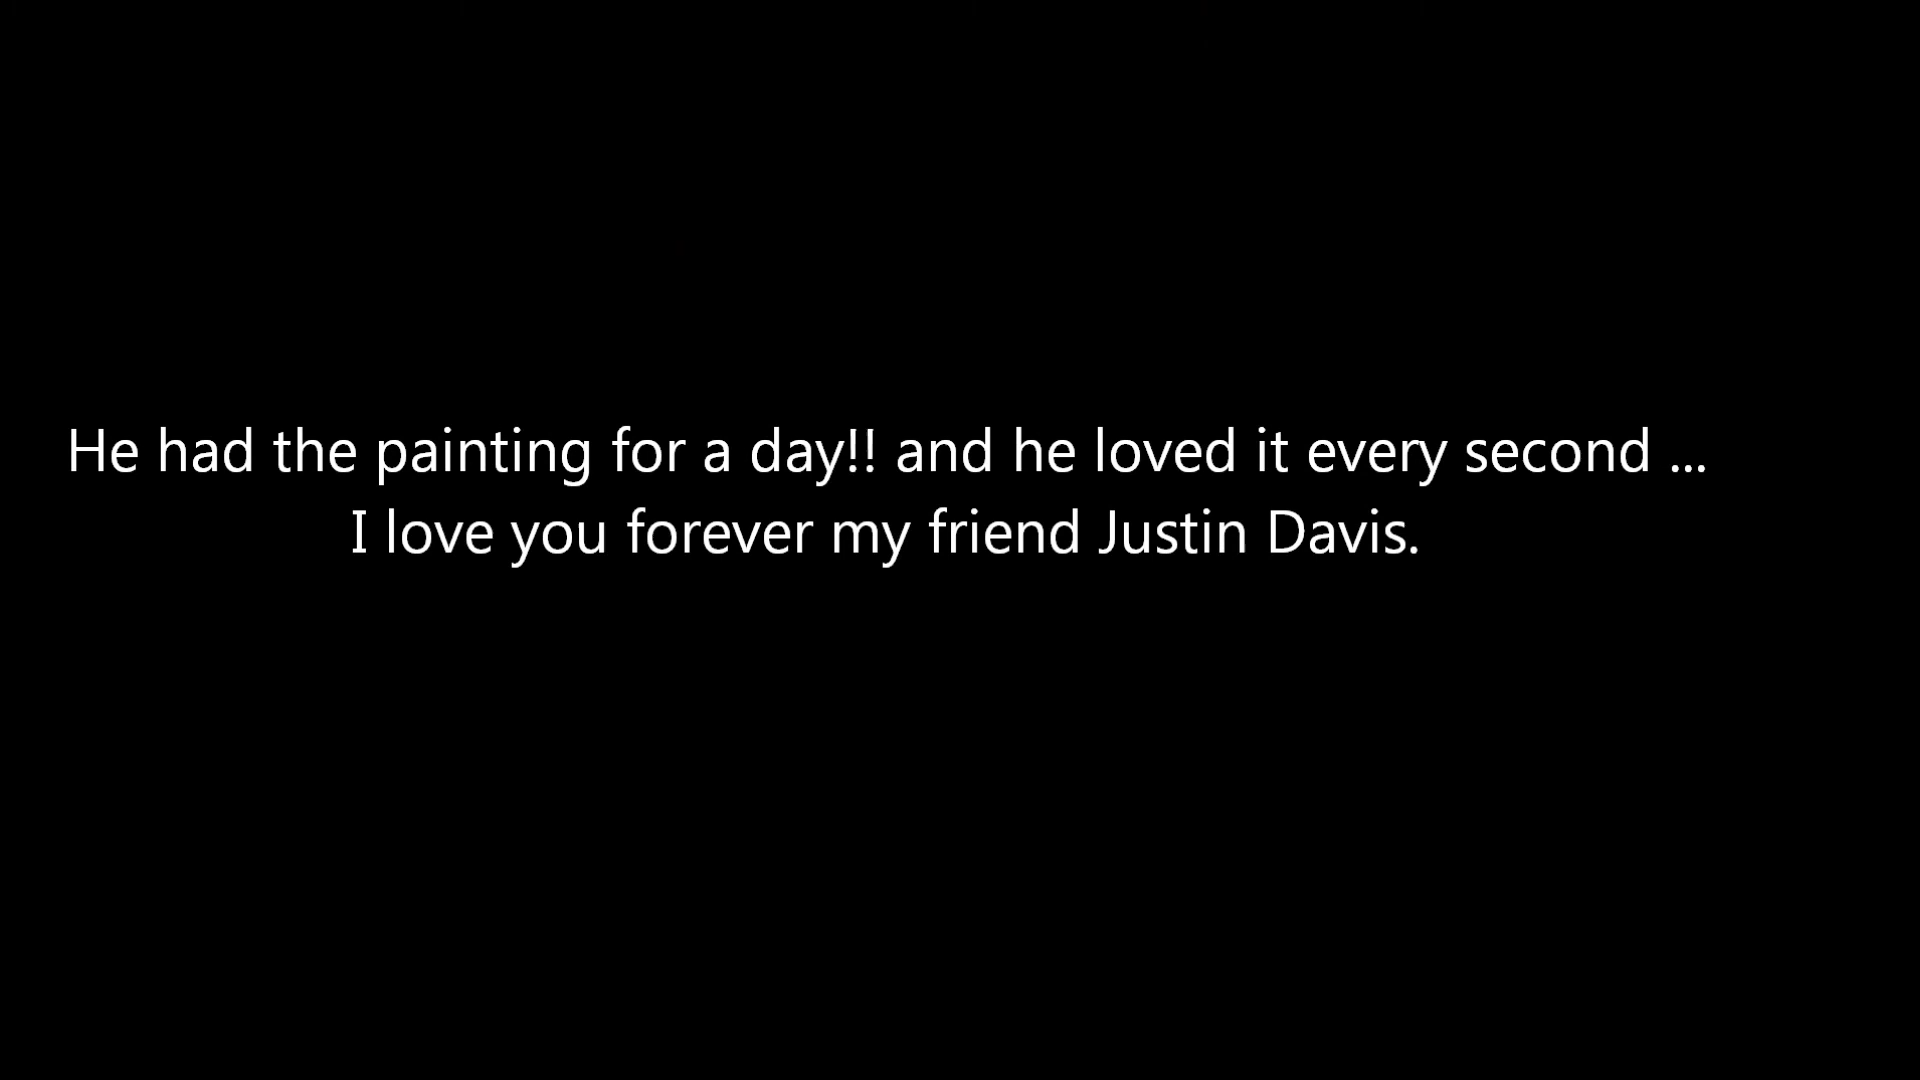 He had the painting for a day!! and he loved it every second ...
I love you forever my friend Justin Davis.